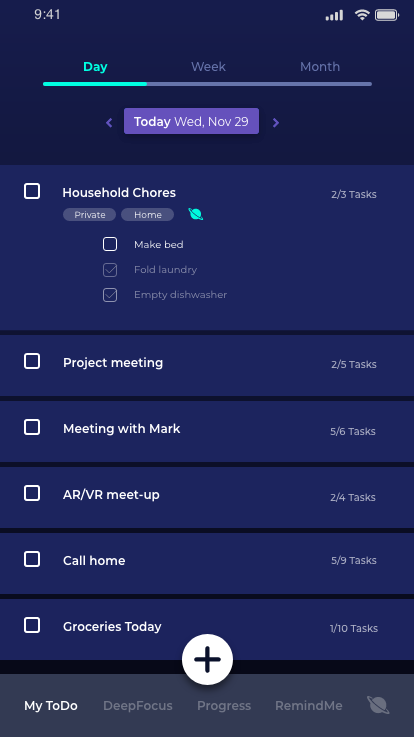 9:41
Day Week Month
Today Wed, Nov 29
Household Chores 2/3 Tasks
Private Home
Make bed
Fold laundry
Empty dishwasher
Project meeting 2/5 Tasks
Meeting with Mark 5/6 Tasks
AR/VR meet-up 2/4 Tasks
Call home 5/9 Tasks
Groceries Today 1/10 Tasks
My ToDo DeepFocus Progress RemindMe